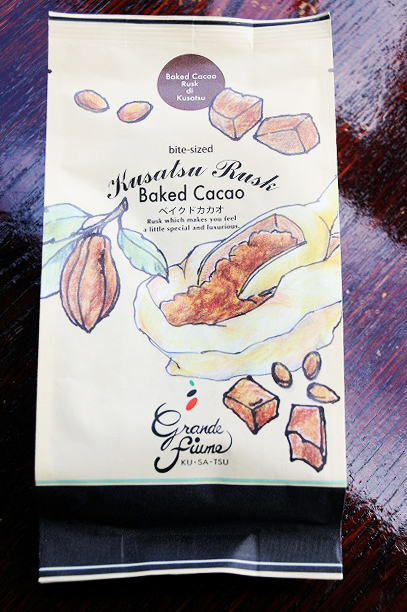 Baked Cacao
Rusk
di
Kusatsu
bite-sized
Kusatsu Rusk
Baked Cacao
ベイクドカカオ
Rusk which makes you feel
a little special and luxurious.
Grande
fiume
KU・SA・TSU